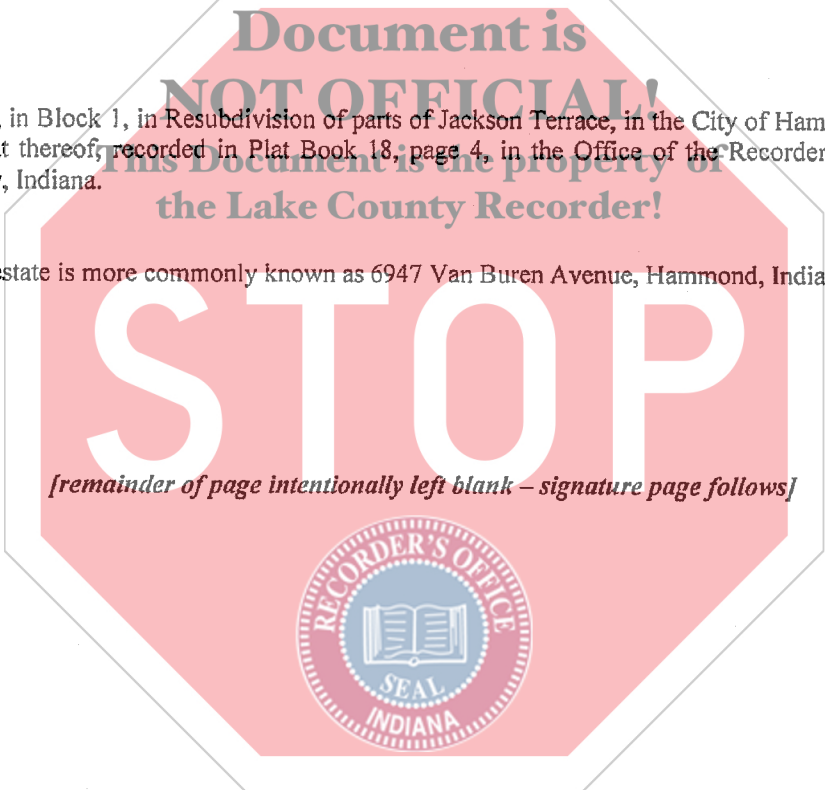 Document is
NOT OFFICIAL!
, in Block 1, in Resubdivision of parts of Jackson Terrace, in the City of Ham
t thereof, recorded in Plat Book 18, page 4, in the Office of the Recorder
This Document is the property of
, Indiana.
the Lake County Recorder!
estate is more commonly known as 6947 Van Buren Avenue, Hammond, India
STOP
[remainder of page intentionally left blank – signature page follows]
RECORDER'S OFFICE
SEAL
INDIANA